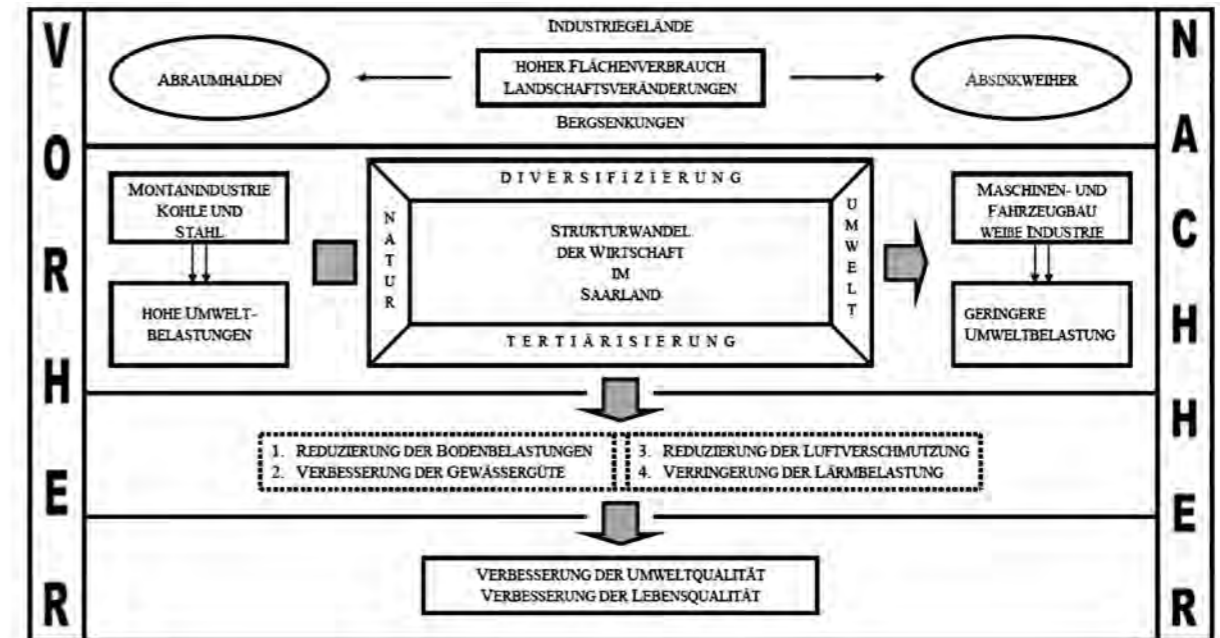 VORHER
INDUSTRIEGELÄNDE
ABRAUMHALDEN
HOHER FLÄCHENVERBRAUCH
LANDSCHAFTSVERÄNDERUNGEN
ABSINKWEIHER
BERGSENKUNGEN
MONTANINDUSTRIE
KOHLE UND
STAHL
HOHE UMWELT-
BELASTUNGEN
DIVERSIFIZIERUNG
NATUR
STRUKTURWANDEL
DER WIRTSCHAFT
IM
SAARLAND
UMWELT
TERTIÄRISIERUNG
MASCHINEN- UND
FAHRZEUGBAU
WEIßE INDUSTRIE
GERINGERE
UMWELTBELASTUNG
1. REDUZIERUNG DER BODENBELASTUNGEN
2. VERBESSERUNG DER GEWÄSSERGÜTE
3. REDUZIERUNG DER LUFTVERSCHMUTZUNG
4. VERRINGERUNG DER LÄRMBELASTUNG
VERBESSERUNG DER UMWELTQUALITÄT
VERBESSERUNG DER LEBENSQUALITÄT
NACHHER